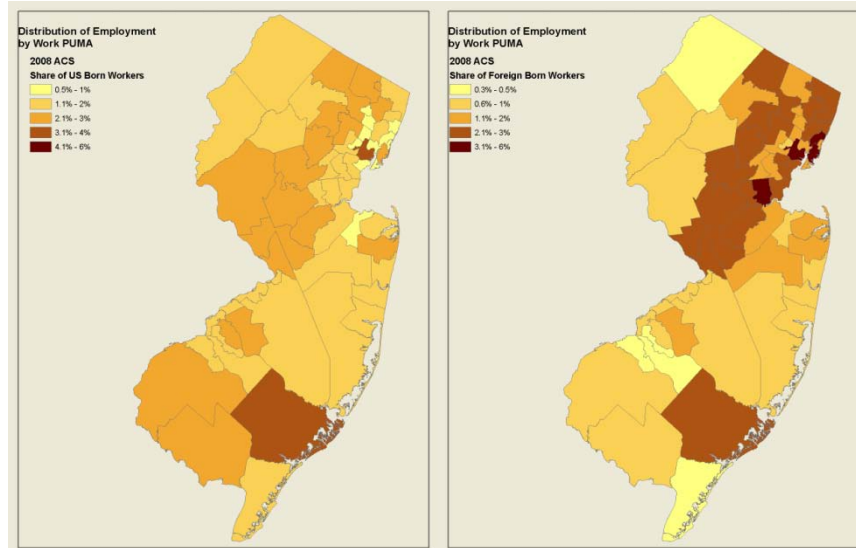 Distribution of Employment
by Work PUMA
2008 ACS
Share of US Born Workers
0.5% - 1%
1.1% - 2%
2.1% - 3%
3.1% - 4%
4.1% - 6%
Distribution of Employment
by Work PUMA
2008 ACS
Share of Foreign Born Workers
0.3% - 0.5%
0.6% - 1%
1.1% - 2%
2.1% - 3%
3.1% - 6%